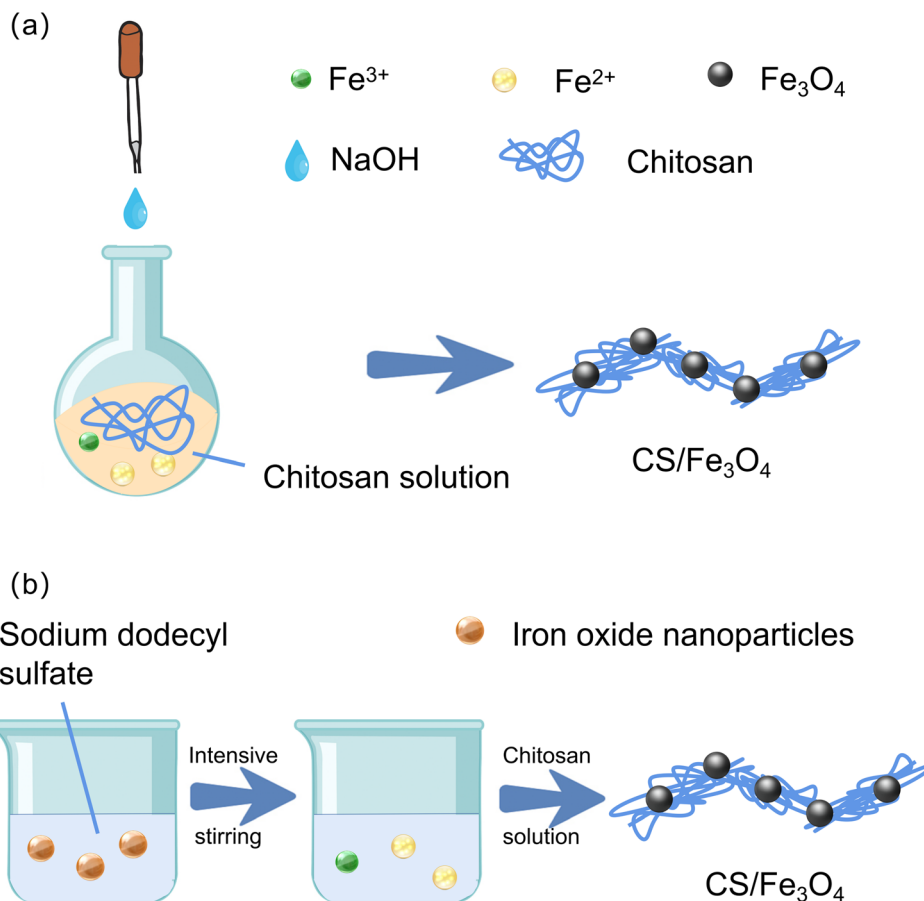 (a)
Fe³⁺
Fe²⁺
Fe₃O₄
NaOH
Chitosan
Chitosan solution
CS/Fe₃O₄
(b)
Sodium dodecyl
sulfate
Iron oxide nanoparticles
Intensive
stirring
Chitosan
solution
CS/Fe₃O₄